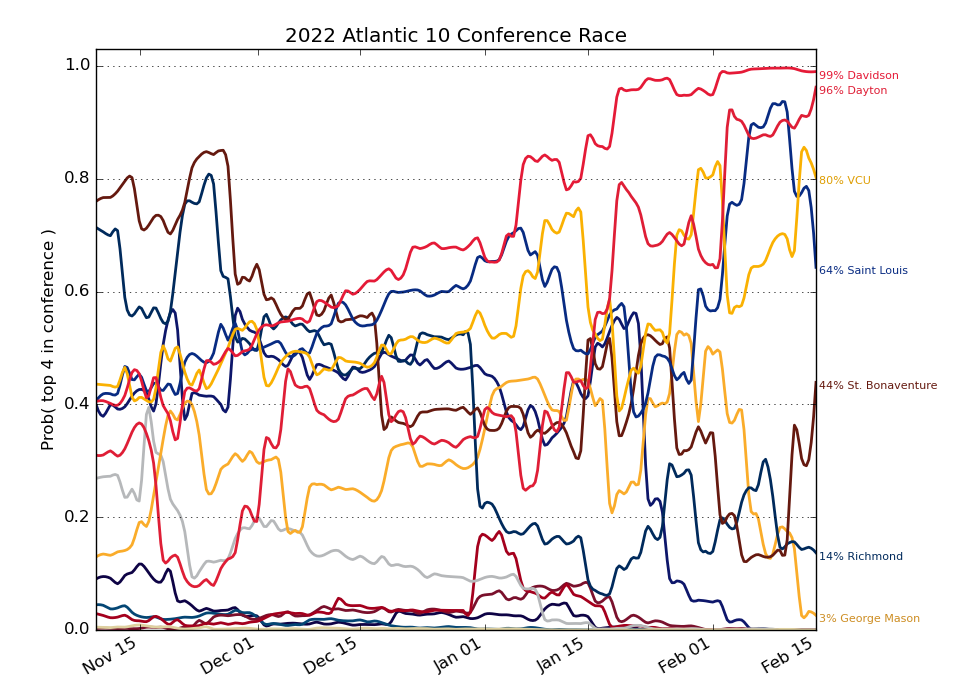 2022 Atlantic 10 Conference Race
Prob( top 4 in conference )
1.0
0.8
0.6
0.4
0.2
0.0
Nov 15
Dec 01
Dec 15
Jan 01
Jan 15
Feb 01
Feb 15
99% Davidson
96% Dayton
80% VCU
64% Saint Louis
44% St. Bonaventure
14% Richmond
3% George Mason